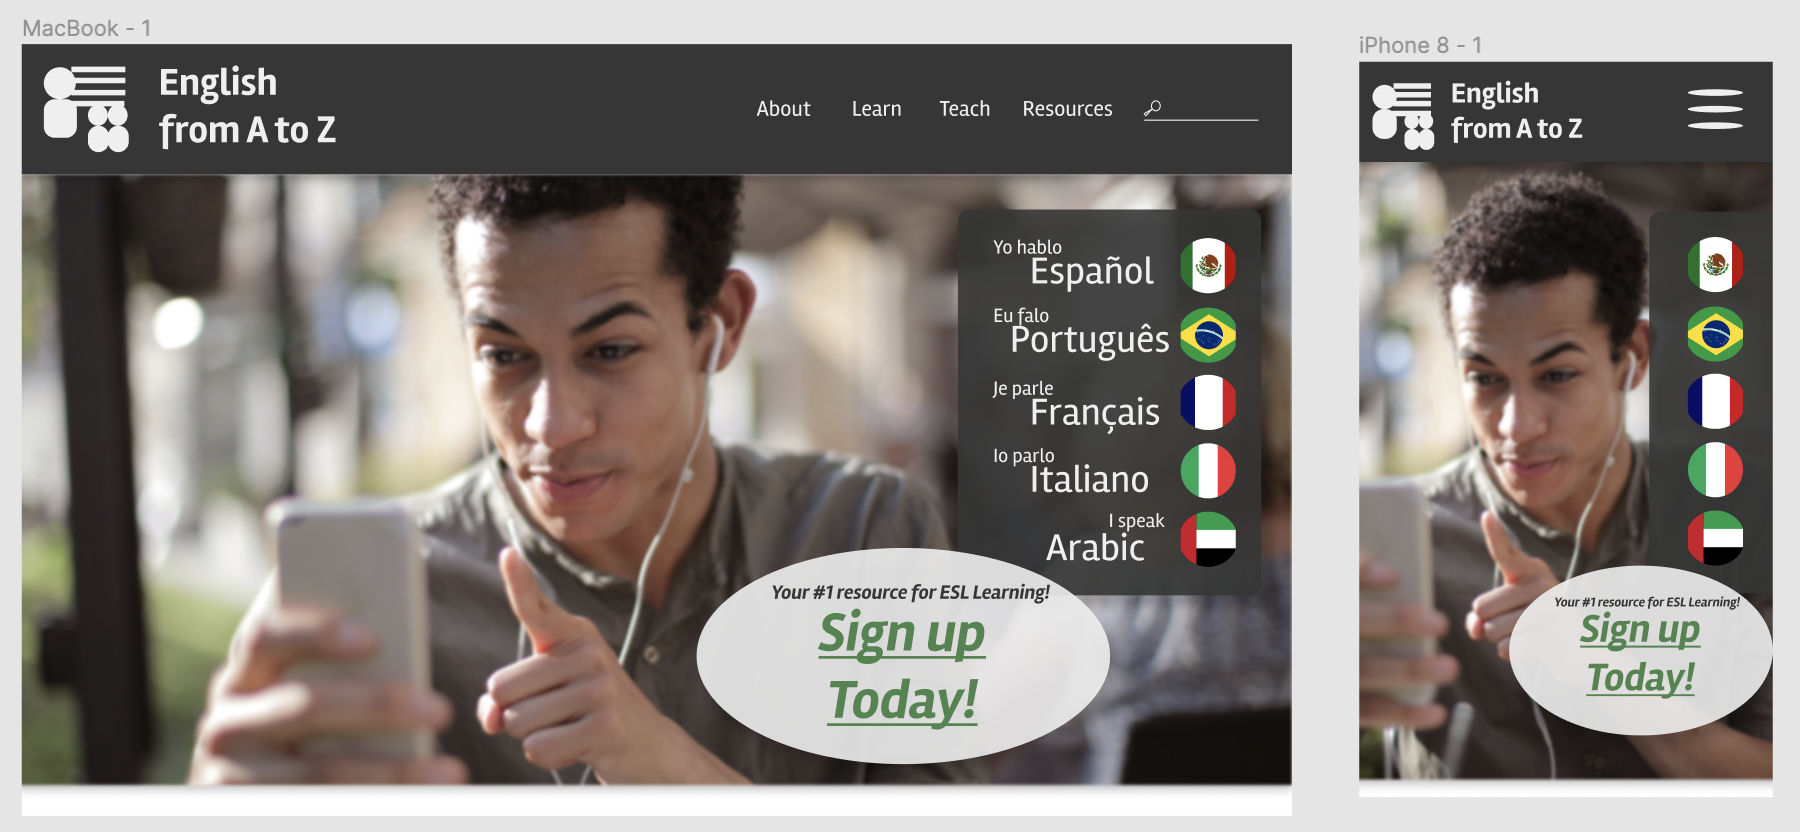 MacBook - 1
English
from A to Z
About Learn Teach Resources
Yo hablo
Español
Eu falo
Português
Je parle
Français
Io parlo
Italiano
I speak
Arabic
Your #1 resource for ESL Learning!
Sign up
Today!
iPhone 8 - 1
English
from A to Z
Your #1 resource for ESL Learning!
Sign up
Today!